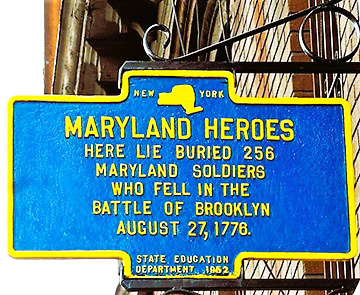 NEW YORK
MARYLAND HEROES
HERE LIE BURIED 256
MARYLAND SOLDIERS
WHO FELL IN THE
BATTLE OF BROOKLYN
AUGUST 27, 1776.
STATE EDUCATION
DEPARTMENT 1952